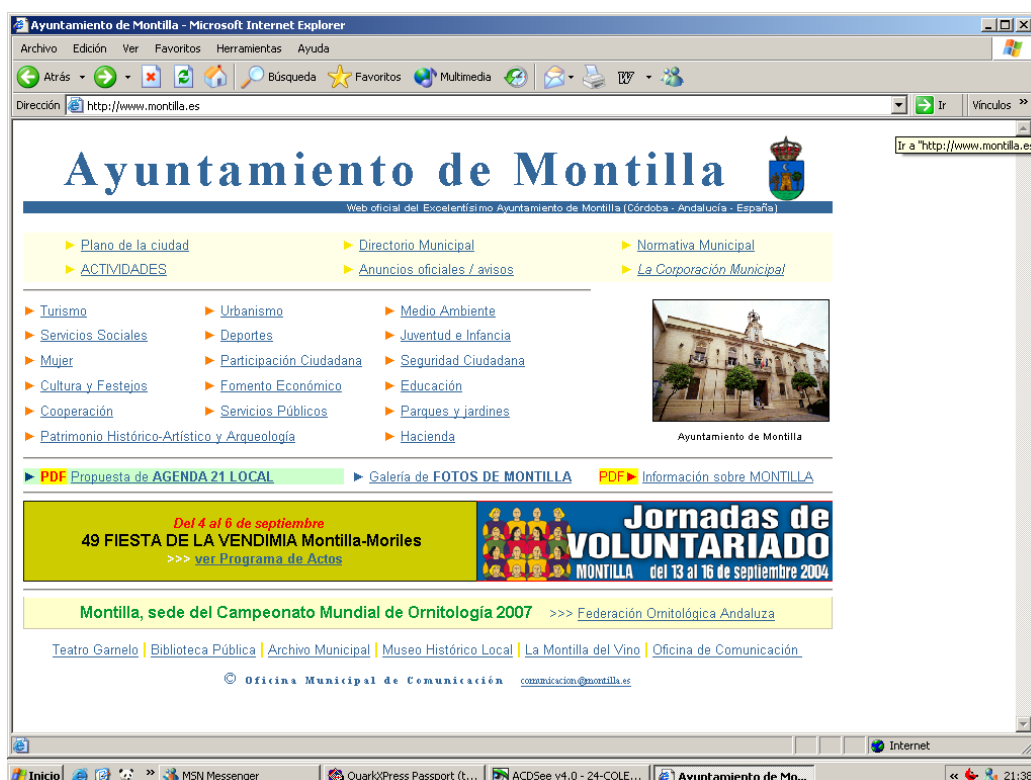 Ayuntamiento de Montilla - Microsoft Internet Explorer
Archivo Edición Ver Favoritos Herramientas Ayuda
Atrás Búsqueda Favoritos Multimedia
Dirección http://www.montilla.es Ir Vínculos »
Ir a "http://www.montilla.es
Ayuntamiento de Montilla
Web oficial del Excelentísimo Ayuntamiento de Montilla (Córdoba - Andalucía - España)
Plano de la ciudad Directorio Municipal Normativa Municipal
ACTIVIDADES Anuncios oficiales / avisos La Corporación Municipal
Turismo Urbanismo Medio Ambiente
Servicios Sociales Deportes Juventud e Infancia
Mujer Participación Ciudadana Seguridad Ciudadana
Cultura y Festejos Fomento Económico Educación
Cooperación Servicios Públicos Parques y jardines
Patrimonio Histórico-Artístico y Arqueología Hacienda
Ayuntamiento de Montilla
PDF Propuesta de AGENDA 21 LOCAL Galería de FOTOS DE MONTILLA PDF Información sobre MONTILLA
Del 4 al 6 de septiembre
49 FIESTA DE LA VENDIMIA Montilla-Moriles
>>> ver Programa de Actos
Jornadas de
VOLUNTARIADO
MONTILLA del 13 al 16 de septiembre 2004
Montilla, sede del Campeonato Mundial de Ornitología 2007 >>> Federación Ornitológica Andaluza
Teatro Garnelo | Biblioteca Pública | Archivo Municipal | Museo Histórico Local | La Montilla del Vino | Oficina de Comunicación
© Oficina Municipal de Comunicación comunicacion@montilla.es
Internet
Inicio » MSN Messenger QuarkXPress Passport (t... ACDSee v4.0 - 24-COLE... Ayuntamiento de Mo... « 21:38